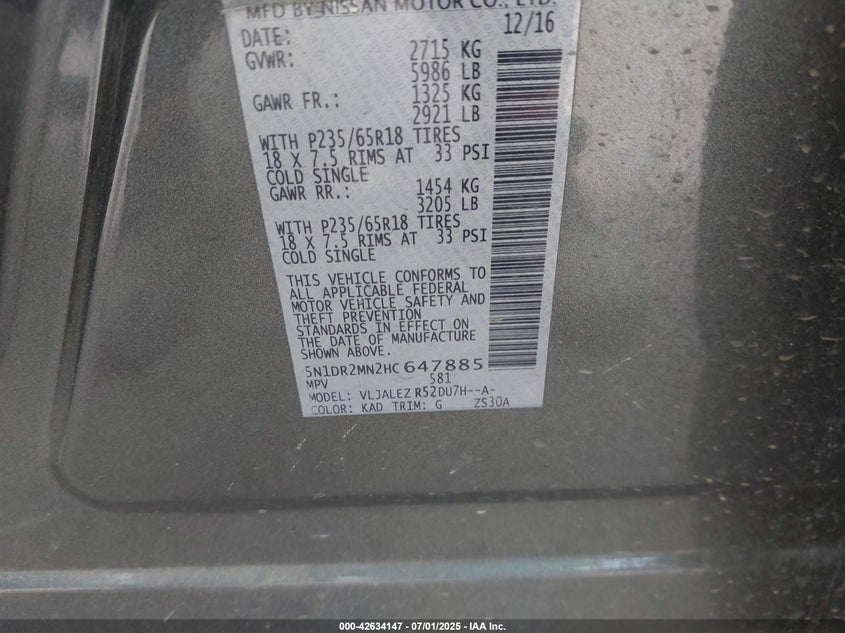 MFD BY NISSAN MOTOR CO., LTD.
DATE: 12/16
GVWR: 2715 KG
5986 LB
GAWR FR.: 1325 KG
2921 LB
WITH P235/65R18 TIRES
18 X 7.5 RIMS AT 33 PSI
COLD SINGLE
GAWR RR.: 1454 KG
3205 LB
WITH P235/65R18 TIRES
18 X 7.5 RIMS AT 33 PSI
COLD SINGLE
THIS VEHICLE CONFORMS TO
ALL APPLICABLE FEDERAL
MOTOR VEHICLE SAFETY AND
THEFT PREVENTION
STANDARDS IN EFFECT ON
THE DATE OF MANUFACTURE
SHOWN ABOVE.
5N1DR2MN2HC647885
MPV 581
MODEL: VLJALEZ R52DU7H--A-
COLOR: KAD TRIM: G ZS30A
000-42634147 - 07/01/2025 - IAA Inc.